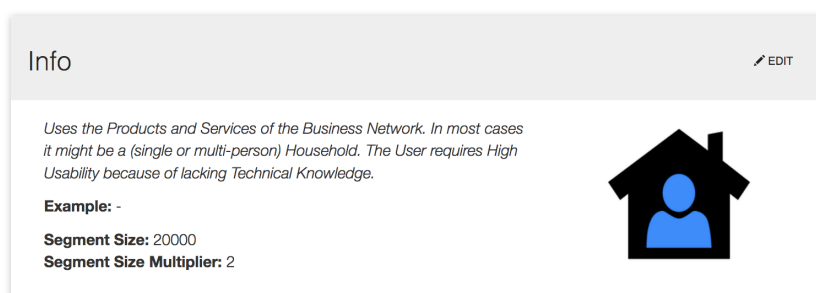 Info
EDIT
Uses the Products and Services of the Business Network. In most cases
it might be a (single or multi-person) Household. The User requires High
Usability because of lacking Technical Knowledge.
Example: -
Segment Size: 20000
Segment Size Multiplier: 2